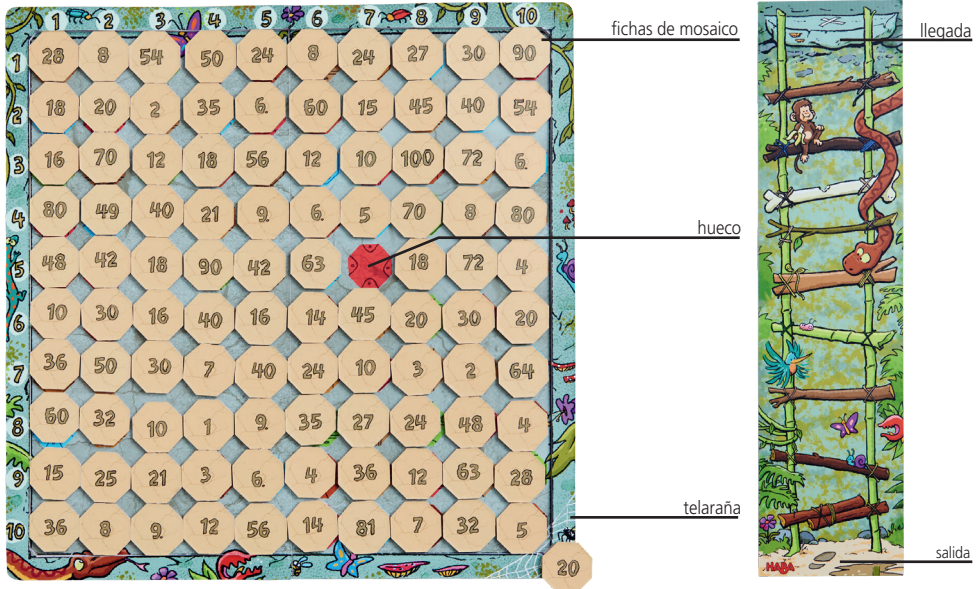 1 2 3 4 5 6 7 8 9 10
1 28 8 54 50 24 8 24 27 30 90
2 18 20 2 35 6. 60 15 45 40 54
3 16 70 12 18 56 12 10 100 72 6.
4 80 49 40 21 9. 6. 5 70 8 80
5 48 42 18 90 42 63 18 72 4
6 10 30 16 40 16 14 45 20 30 20
7 36 50 30 7 40 24 10 3 2 64
8 60 32 10 1 9. 35 27 24 48 4
9 15 25 21 3 6. 4 36 12 63 28
10 36 8 9. 12 56 14 81 7 32 5
20
fichas de mosaico
hueco
telaraña
llegada
salida
HABA